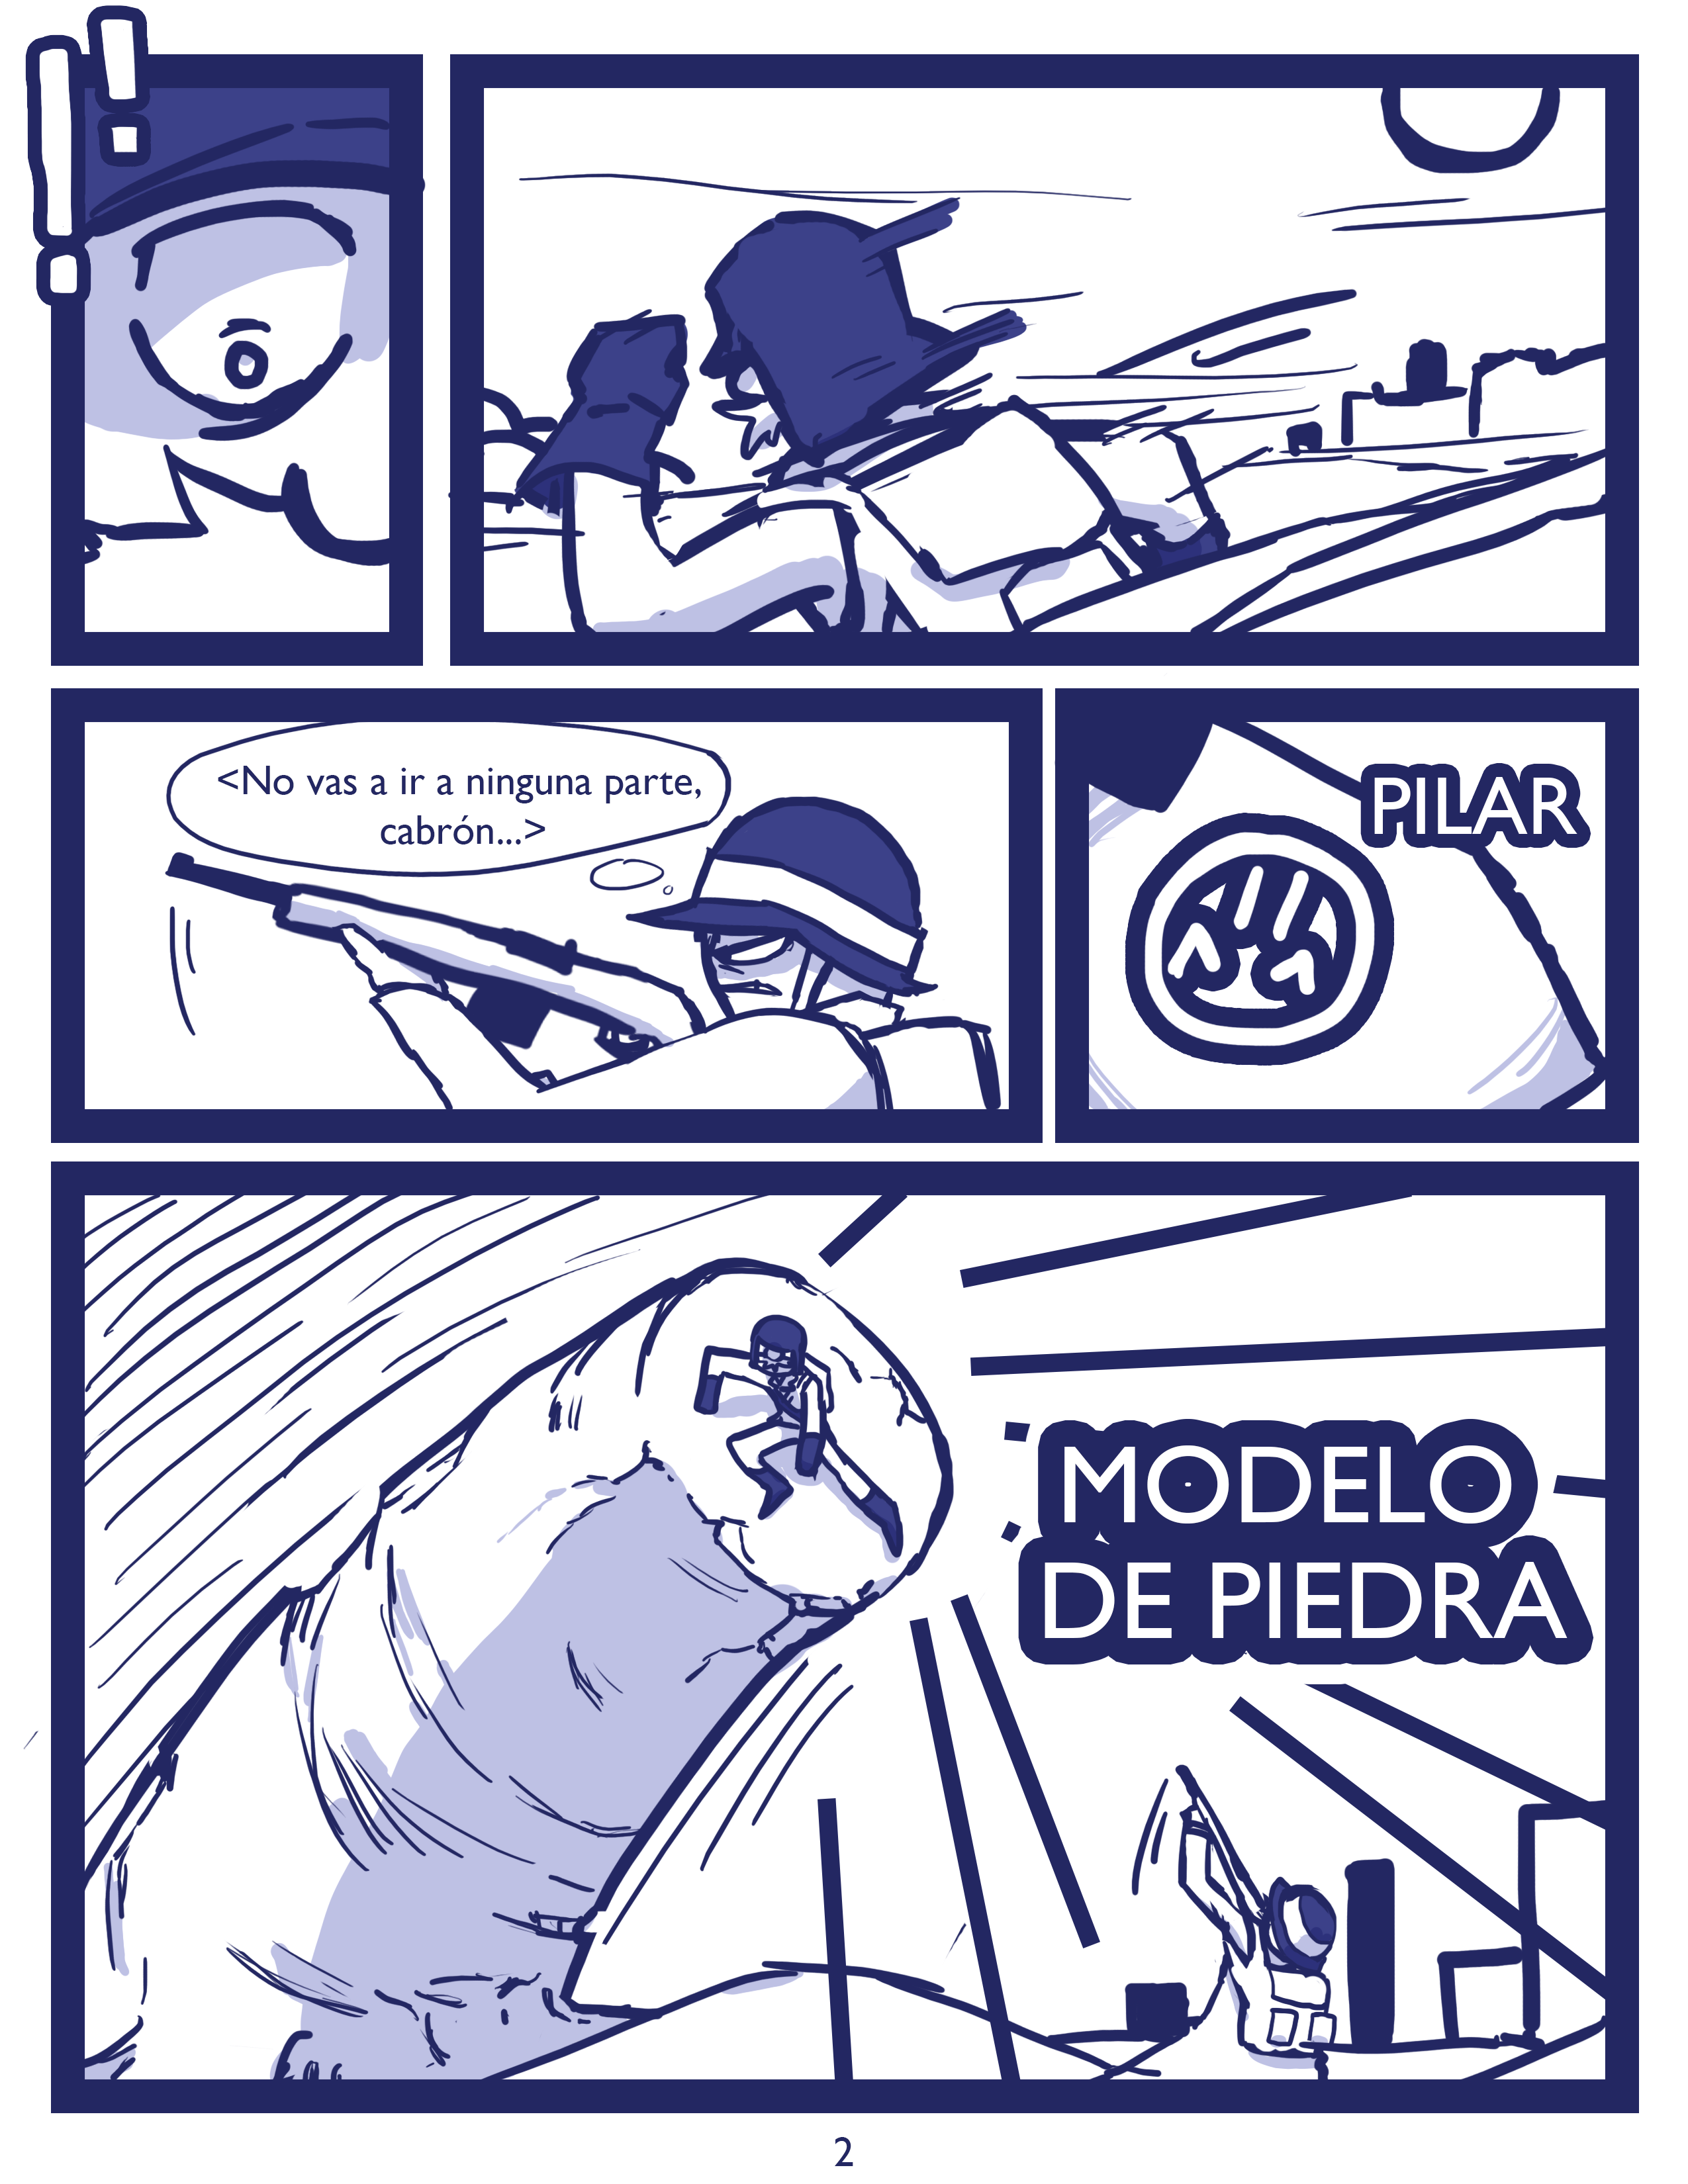 !!
<No vas a ir a ninguna parte,
cabrón...>
PILAR
MODELO
DE PIEDRA
2